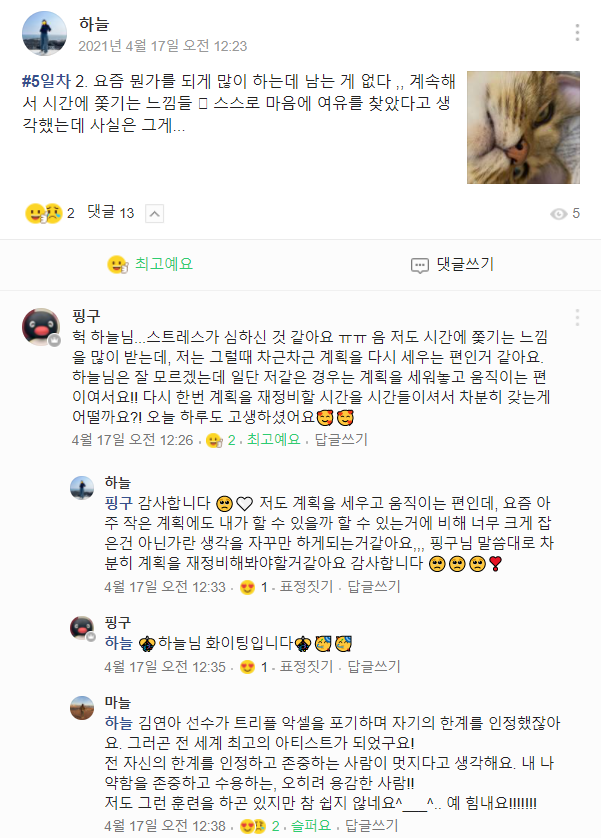 하늘
2021년 4월 17일 오전 12:23
#5일차 2. 요즘 뭔가를 되게 많이 하는데 남는 게 없다 ,, 계속해
서 시간에 쫓기는 느낌들 스스로 마음에 여유를 찾았다고 생
각했는데 사실은 그게...
2 댓글 13
5
최고예요
댓글쓰기
핑구
헉 하늘님...스트레스가 심하신 것 같아요 ㅠㅠ 음 저도 시간에 쫓기는 느낌
을 많이 받는데, 저는 그럴때 차근차근 계획을 다시 세우는 편인거 같아요.
하늘님은 잘 모르겠는데 일단 저같은 경우는 계획을 세워놓고 움직이는 편
이여서요!! 다시 한번 계획을 재정비할 시간을 시간들이셔서 차분히 갖는게
어떨까요?! 오늘 하루도 고생하셨어요🥰🥰
4월 17일 오전 12:26 · 2 · 최고예요 · 답글쓰기
하늘
핑구 감사합니다 🥺🤍 저도 계획을 세우고 움직이는 편인데, 요즘 아
주 작은 계획에도 내가 할 수 있을까 할 수 있는거에 비해 너무 크게 잡
은건 아닌가란 생각을 자꾸만 하게되는거같아요,,, 핑구님 말씀대로 차
분히 계획을 재정비해봐야할거같아요 감사합니다 🥺🥺🥺❣
4월 17일 오전 12:33 · 😍 1 · 표정짓기 · 답글쓰기
핑구
하늘 하늘님 화이팅입니다🥳🥳
4월 17일 오전 12:35 · 😍 1 · 표정짓기 · 답글쓰기
마늘
하늘 김연아 선수가 트리플 악셀을 포기하며 자기의 한계를 인정했잖아
요. 그러곤 전 세계 최고의 아티스트가 되었구요!
전 자신의 한계를 인정하고 존중하는 사람이 멋지다고 생각해요. 내 나
약함을 존중하고 수용하는, 오히려 용감한 사람!!
저도 그런 훈련을 하곤 있지만 참 쉽지 않네요^___^.. 예 힘내요!!!!!!!
4월 17일 오전 12:38 · 2 · 슬퍼요 · 답글쓰기